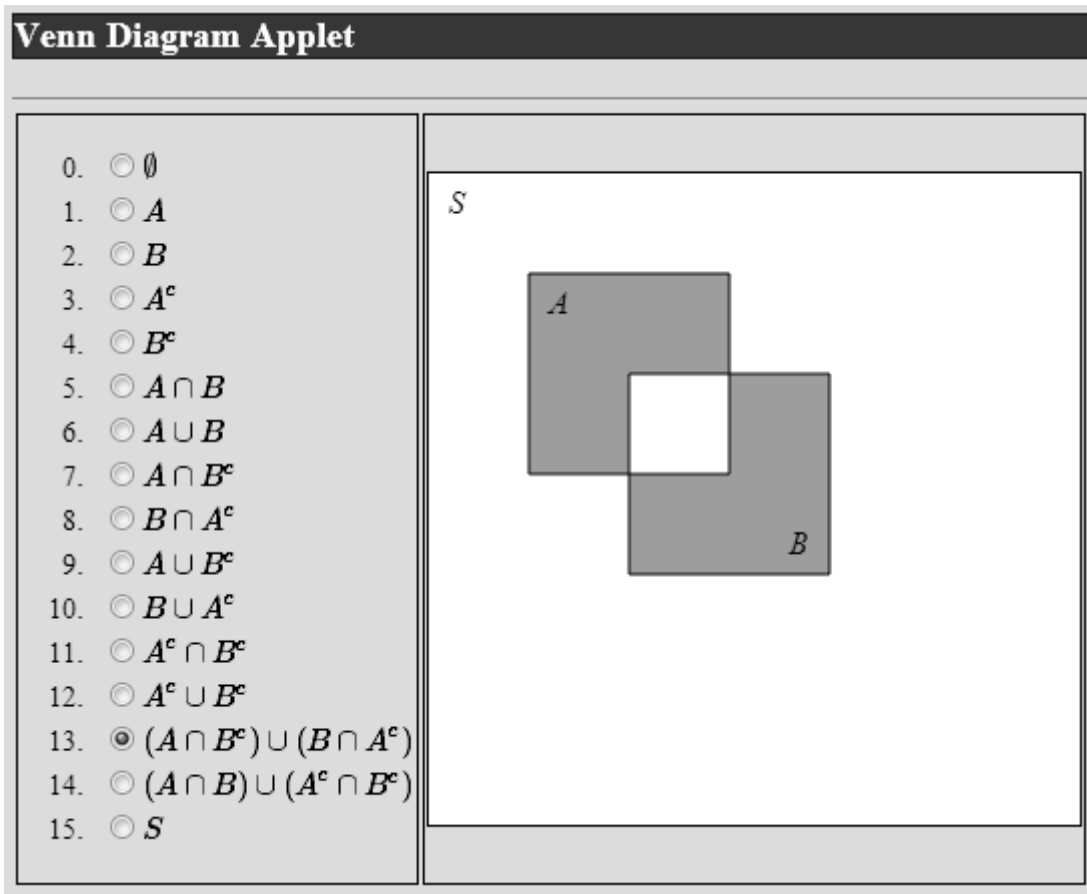 Venn Diagram Applet
0. ∅
1. A
2. B
3. Aᶜ
4. Bᶜ
5. A ∩ B
6. A ∪ B
7. A ∩ Bᶜ
8. B ∩ Aᶜ
9. A ∪ Bᶜ
10. B ∪ Aᶜ
11. Aᶜ ∩ Bᶜ
12. Aᶜ ∪ Bᶜ
13. (A ∩ Bᶜ) ∪ (B ∩ Aᶜ)
14. (A ∩ B) ∪ (Aᶜ ∩ Bᶜ)
15. S
S
A
B